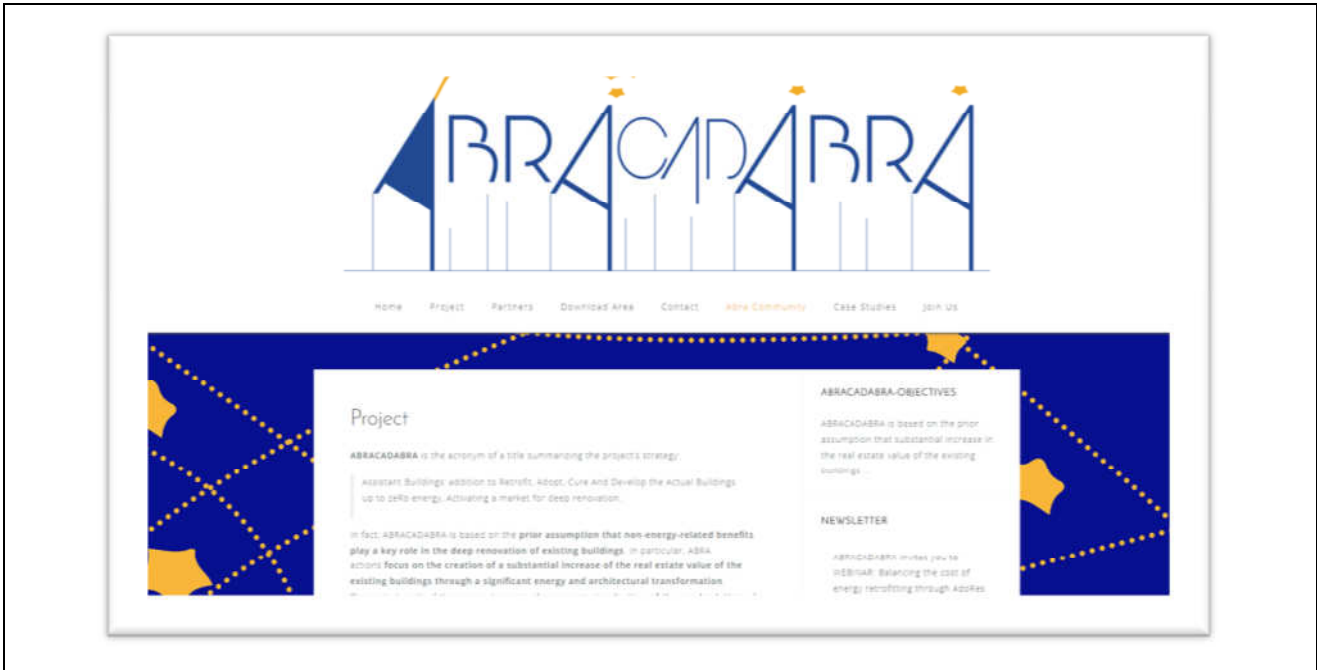 ABRACADABRA
Home Project Partners Download Area Contact Abra Community Case Studies Join Us
Project
ABRACADABRA is the acronym of a title summarizing the project's strategy:
Assistant Buildings' addition to Retrofit, Adopt, Cure And Develop the Actual Buildings
up to zeRo energy, Activating a market for deep renovation.
In fact, ABRACADABRA is based on the prior assumption that non-energy-related benefits
play a key role in the deep renovation of existing buildings. In particular, ABRA
actions focus on the creation of a substantial increase of the real estate value of the
existing buildings through a significant energy and architectural transformation.
ABRACADABRA-OBJECTIVES
ABRACADABRA is based on the prior
assumption that substantial increase in
the real estate value of the existing
buildings ...
NEWSLETTER
ABRACADABRA invites you to
WEBINAR: Balancing the cost of
energy retrofitting through AdoRes